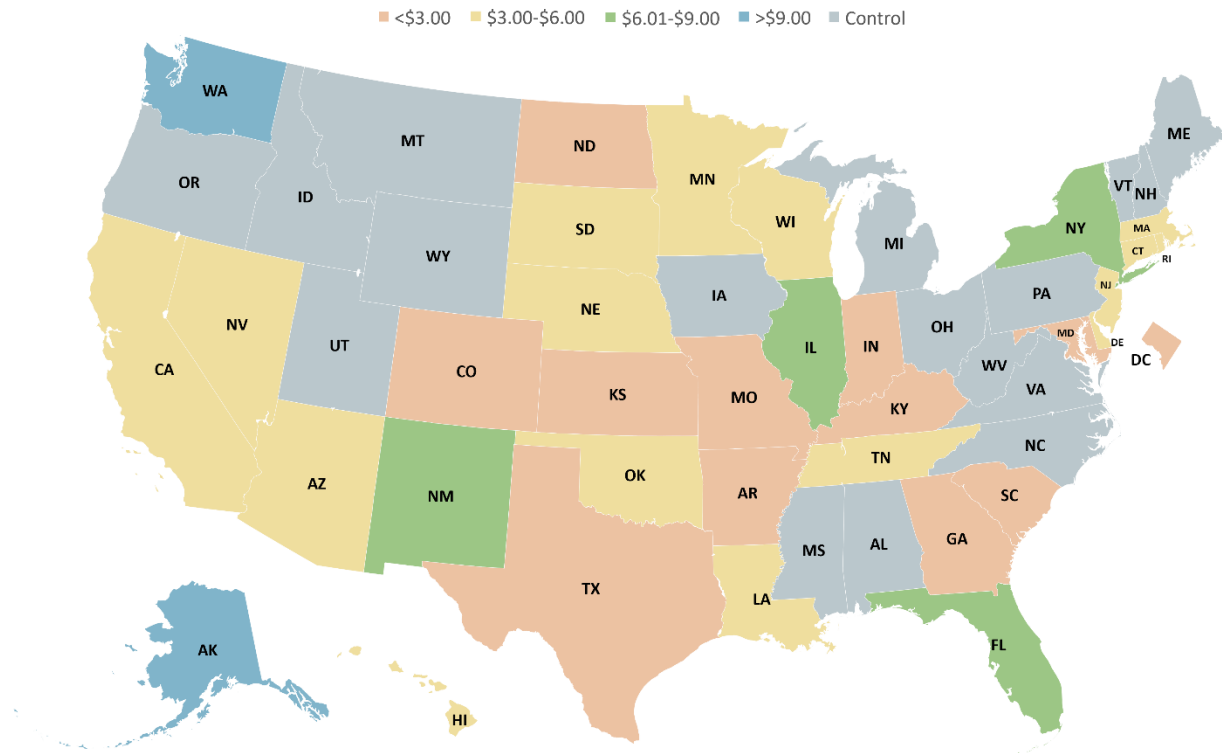 <$3.00 $3.00-$6.00 $6.01-$9.00 >$9.00 Control
WA
MT
ND
ME
OR
ID
MN
VT
NH
SD
WI
NY
MA
WY
MI
CT
RI
IA
PA
NJ
NE
NV
OH
UT
IL
IN
MD
DE
DC
CA
CO
WV
VA
KS
MO
KY
NC
TN
AZ
OK
NM
AR
SC
GA
MS
AL
TX
LA
FL
AK
HI